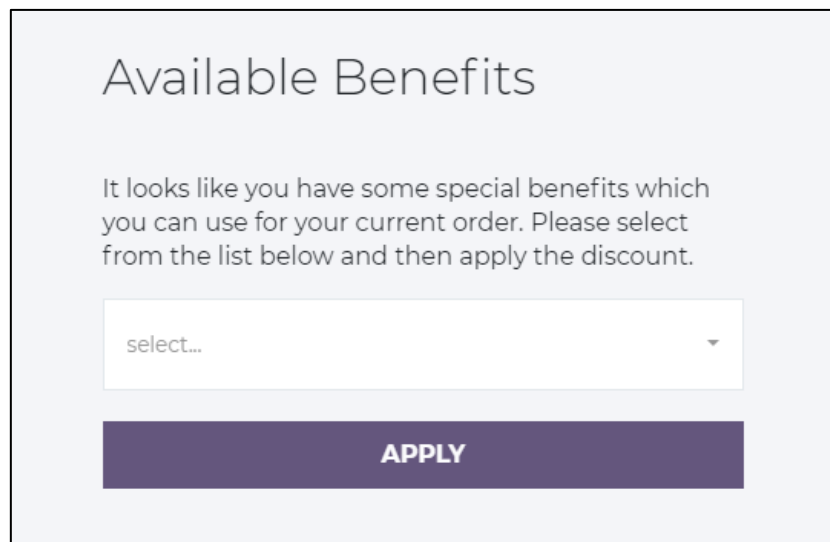 Available Benefits
It looks like you have some special benefits which
you can use for your current order. Please select
from the list below and then apply the discount.
select...
APPLY